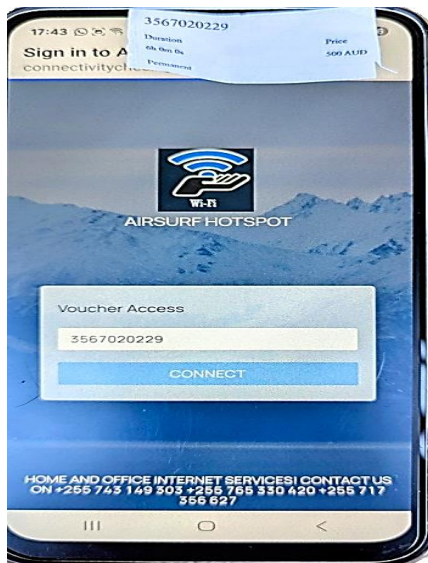 3567020229
Duration Price
6h 0m 0s 500 AUD
Permanent
17:43
Sign in to A
connectivityche
Wi-Fi
AIRSURF HOTSPOT
Voucher Access
3567020229
CONNECT
HOME AND OFFICE INTERNET SERVICES! CONTACT US
ON +255 743 149 303 +255 765 330 420 +255 717
356 627